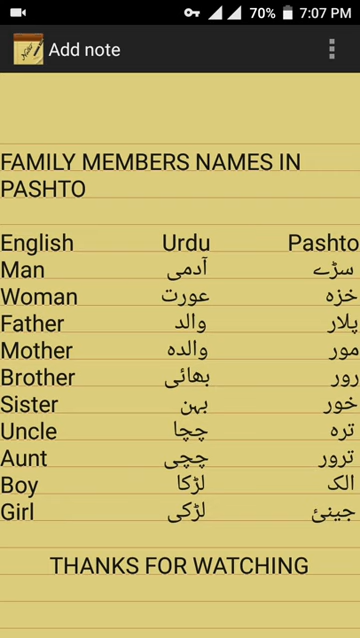 70% 7:07 PM
Add note
FAMILY MEMBERS NAMES IN
PASHTO
English Urdu Pashto
Man آدمی سڑے
Woman عورت خزه
Father والد پلار
Mother والدہ مور
Brother بھائی رور
Sister بہن خور
Uncle چچا تره
Aunt چچی ترور
Boy لڑکا الک
Girl لڑکی جینئ
THANKS FOR WATCHING